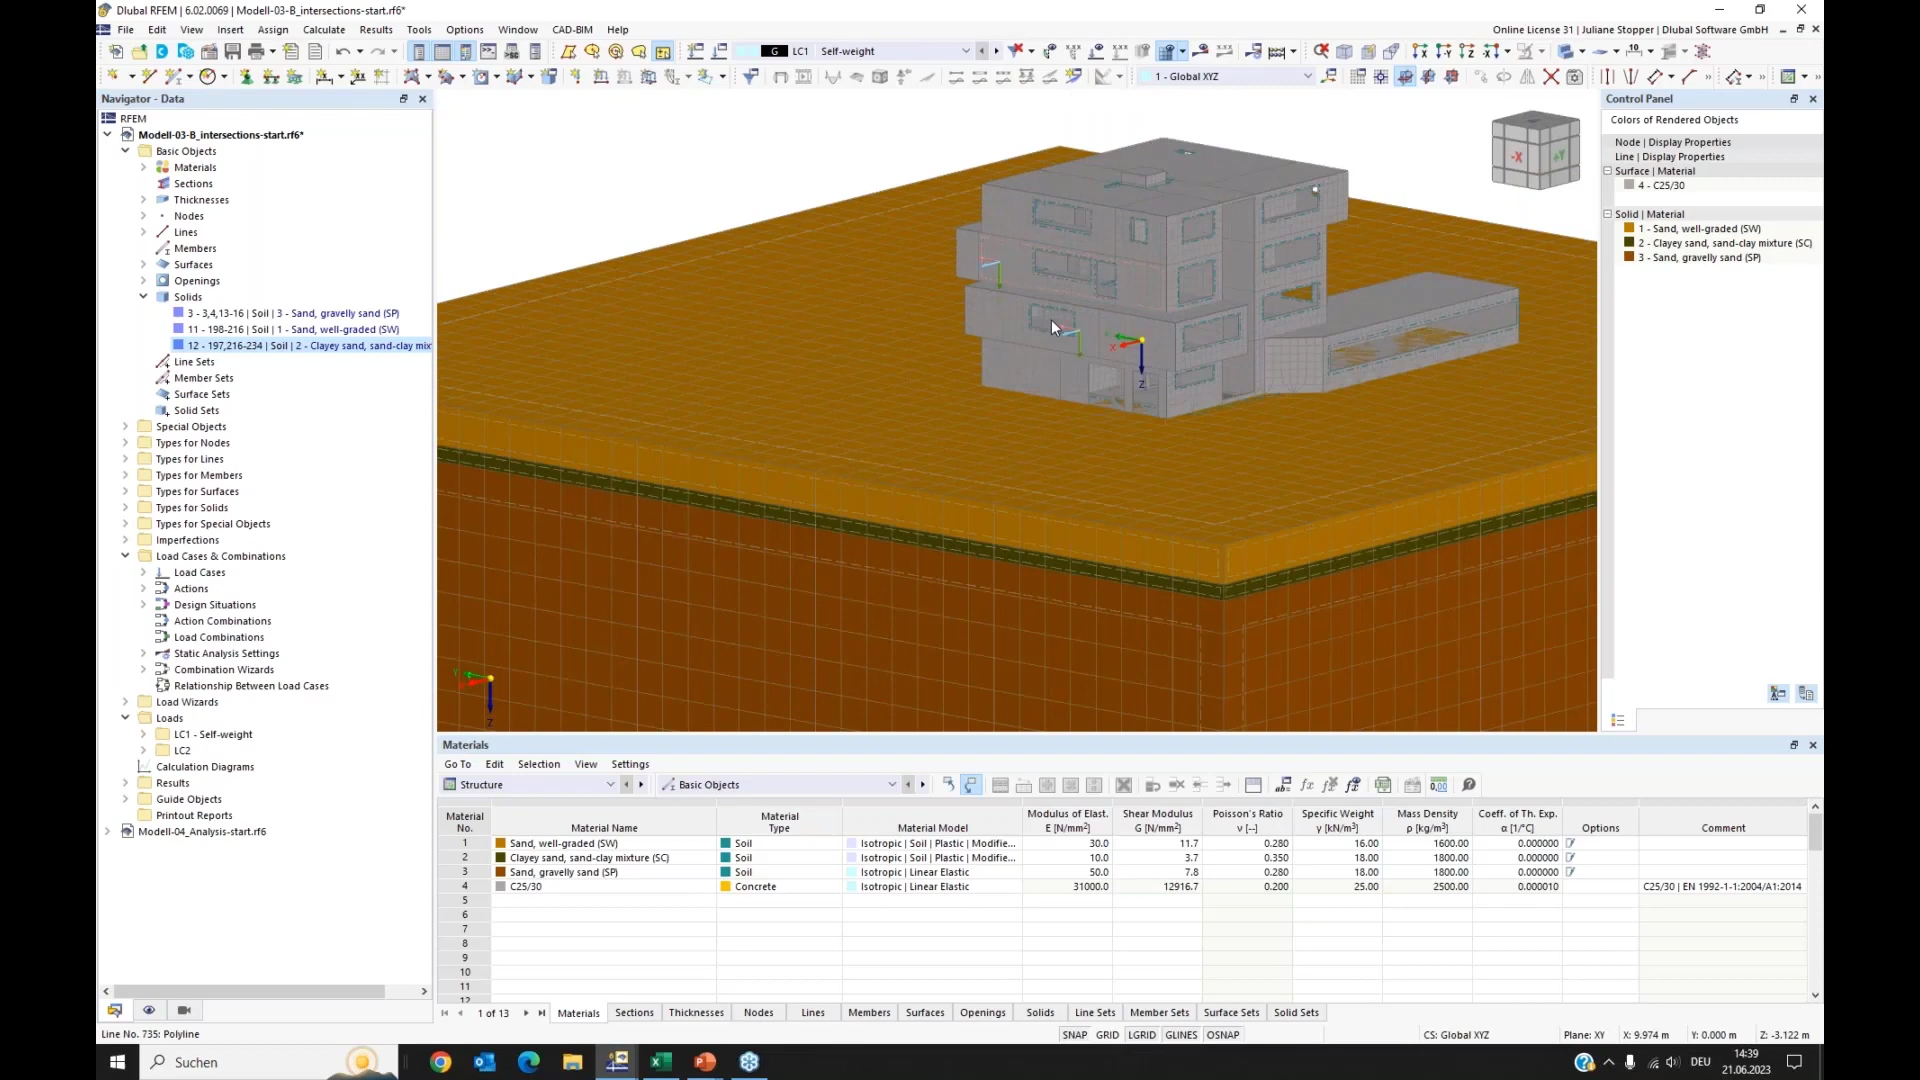 Dlubal RFEM | 6.02.0069 | Modell-03-B_intersections-start.rf6*
File Edit View Insert Assign Calculate Results Tools Options Window CAD-BIM Help
Online License 31 | Juliane Stopper | Dlubal Software GmbH
G LC1 Self-weight
1 - Global XYZ
Navigator - Data
RFEM
Modell-03-B_intersections-start.rf6*
Basic Objects
Materials
Sections
Thicknesses
Nodes
Lines
Members
Surfaces
Openings
Solids
3 - 3,4,13-16 | Soil | 3 - Sand, gravelly sand (SP)
11 - 198-216 | Soil | 1 - Sand, well-graded (SW)
12 - 197,216-234 | Soil | 2 - Clayey sand, sand-clay mix
Line Sets
Member Sets
Surface Sets
Solid Sets
Special Objects
Types for Nodes
Types for Lines
Types for Members
Types for Surfaces
Types for Solids
Types for Special Objects
Imperfections
Load Cases & Combinations
Load Cases
Actions
Design Situations
Action Combinations
Load Combinations
Static Analysis Settings
Combination Wizards
Relationship Between Load Cases
Load Wizards
Loads
LC1 - Self-weight
LC2
Calculation Diagrams
Results
Guide Objects
Printout Reports
Modell-04_Analysis-start.rf6
-X +Y
X
Z
Y
Z
Control Panel
Colors of Rendered Objects
Node | Display Properties
Line | Display Properties
Surface | Material
4 - C25/30
Solid | Material
1 - Sand, well-graded (SW)
2 - Clayey sand, sand-clay mixture (SC)
3 - Sand, gravelly sand (SP)
Materials
Go To Edit Selection View Settings
Structure Basic Objects
Material No. Material Name Material Type Material Model Modulus of Elast. E [N/mm²] Shear Modulus G [N/mm²] Poisson's Ratio ν [--] Specific Weight γ [kN/m³] Mass Density ρ [kg/m³] Coeff. of Th. Exp. α [1/°C] Options Comment
1 Sand, well-graded (SW) Soil Isotropic | Soil | Plastic | Modifie... 30.0 11.7 0.280 16.00 1600.00 0.000000
2 Clayey sand, sand-clay mixture (SC) Soil Isotropic | Soil | Plastic | Modifie... 10.0 3.7 0.350 18.00 1800.00 0.000000
3 Sand, gravelly sand (SP) Soil Isotropic | Linear Elastic 50.0 7.8 0.280 18.00 1800.00 0.000000
4 C25/30 Concrete Isotropic | Linear Elastic 31000.0 12916.7 0.200 25.00 2500.00 0.000010 C25/30 | EN 1992-1-1:2004/A1:2014
5
6
7
8
9
10
11
12
1 of 13 Materials Sections Thicknesses Nodes Lines Members Surfaces Openings Solids Line Sets Member Sets Surface Sets Solid Sets
Line No. 735: Polyline
SNAP GRID LGRID GLINES OSNAP
CS: Global XYZ Plane: XY X: 9.974 m Y: 0.000 m Z: -3.122 m
Suchen
DEU
14:39
21.06.2023